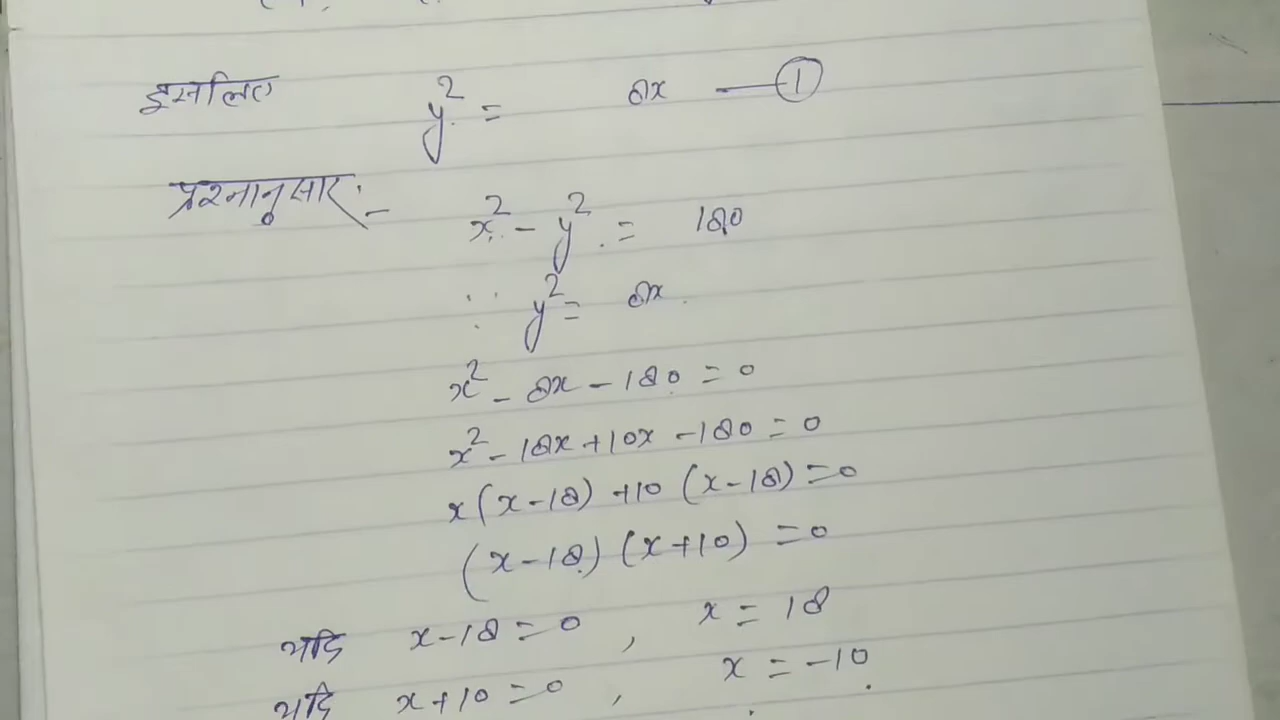 इसलिए y² = 8x —①
प्रश्नानुसार:-
x² - y² = 180
∵ y² = 8x
x² - 8x - 180 = 0
x² - 18x + 10x - 180 = 0
x(x-18) +10 (x-18) = 0
(x-18) (x+10) = 0
यदि x-18 = 0 , x = 18
यदि x+10 = 0 , x = -10